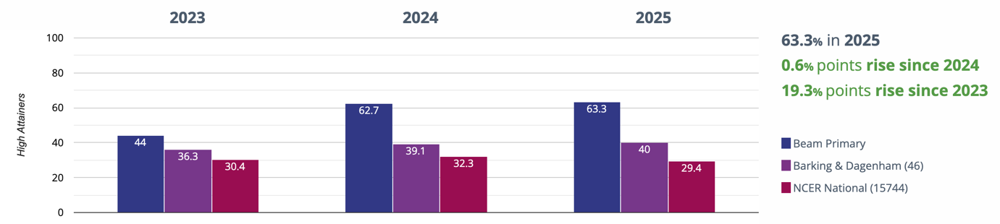 2023
2024
2025
100
80
60
40
20
0
High Attainers
44
36.3
30.4
62.7
39.1
32.3
63.3
40
29.4
63.3% in 2025
0.6% points rise since 2024
19.3% points rise since 2023
Beam Primary
Barking & Dagenham (46)
NCER National (15744)